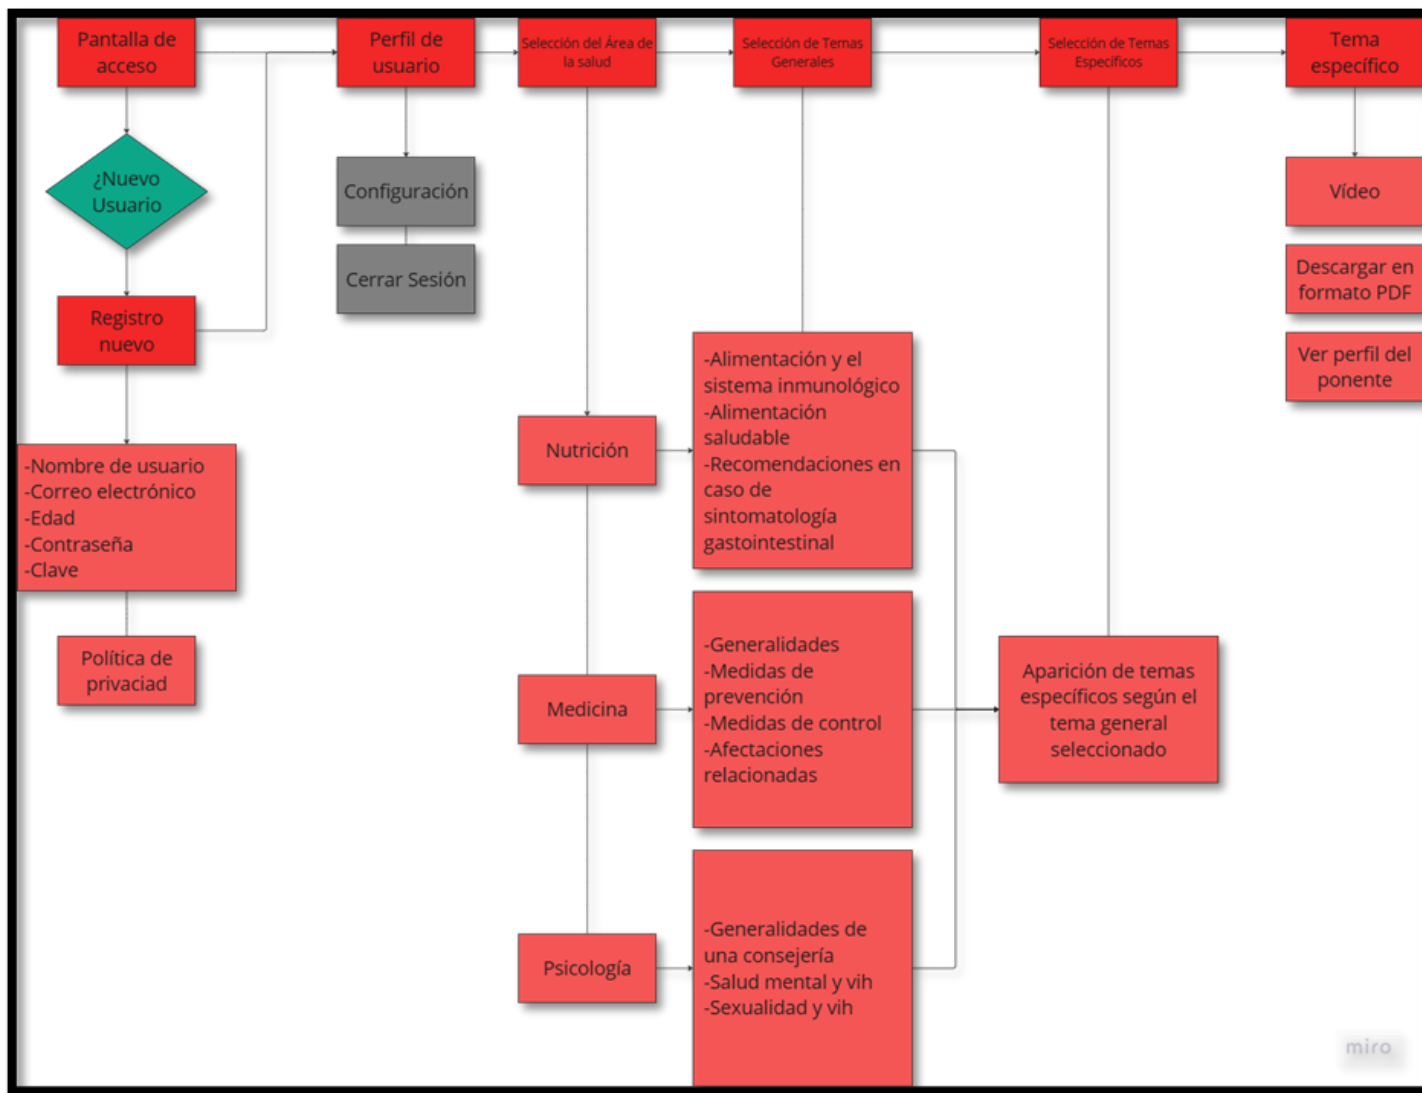 Pantalla de
acceso
Perfil de
usuario
Selección del Área de
la salud
Selección de Temas
Generales
Selección de Temas
Específicos
Tema
específico
¿Nuevo
Usuario
Configuración
Cerrar Sesión
Vídeo
Descargar en
formato PDF
Ver perfil del
ponente
Registro
nuevo
-Nombre de usuario
-Correo electrónico
-Edad
-Contraseña
-Clave
Política de
privaciad
Nutrición
-Alimentación y el
sistema inmunológico
-Alimentación
saludable
-Recomendaciones en
caso de
sintomatología
gastointestinal
Medicina
-Generalidades
-Medidas de
prevención
-Medidas de control
-Afectaciones
relacionadas
Aparición de temas
específicos según el
tema general
seleccionado
Psicología
-Generalidades de
una consejería
-Salud mental y vih
-Sexualidad y vih
miro